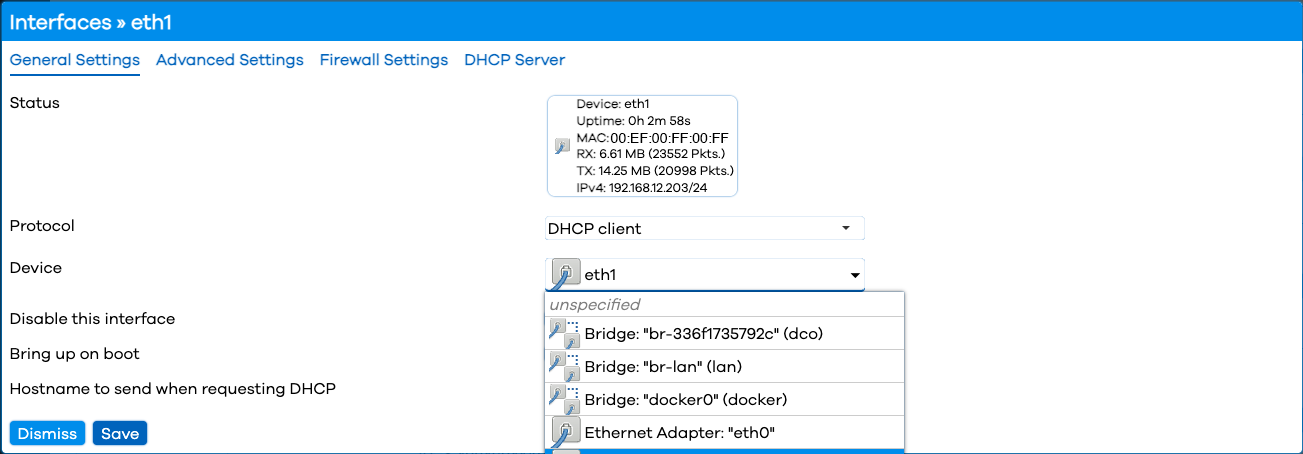 Interfaces » eth1
General Settings Advanced Settings Firewall Settings DHCP Server
Status
Device: eth1
Uptime: 0h 2m 58s
MAC:00:EF:00:FF:00:FF
RX: 6.61 MB (23552 Pkts.)
TX: 14.25 MB (20998 Pkts.)
IPv4: 192.168.12.203/24
Protocol
DHCP client
Device
eth1
unspecified
Disable this interface
Bridge: "br-336f1735792c" (dco)
Bring up on boot
Bridge: "br-lan" (lan)
Hostname to send when requesting DHCP
Bridge: "docker0" (docker)
Ethernet Adapter: "eth0"
Dismiss Save